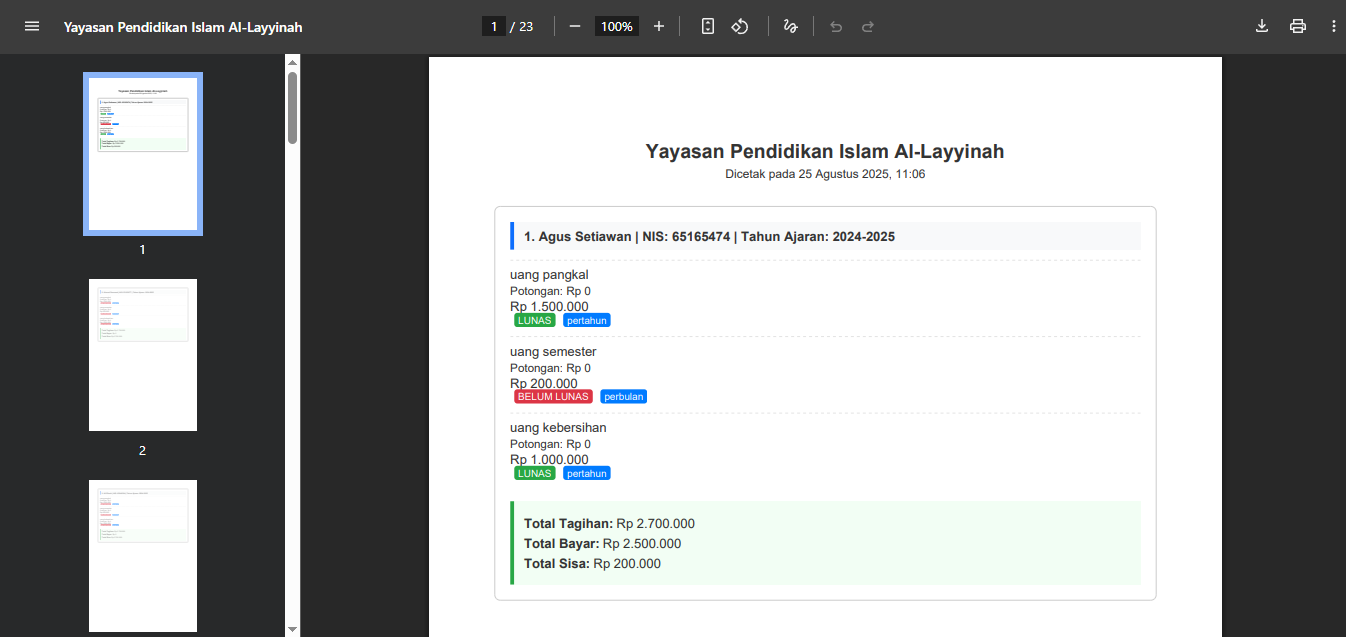 Yayasan Pendidikan Islam Al-Layyinah
1 / 23
100%
1
2
Yayasan Pendidikan Islam Al-Layyinah
Dicetak pada 25 Agustus 2025, 11:06
1. Agus Setiawan | NIS: 65165474 | Tahun Ajaran: 2024-2025
uang pangkal
Potongan: Rp 0
Rp 1.500.000
LUNAS pertahun
uang semester
Potongan: Rp 0
Rp 200.000
BELUM LUNAS perbulan
uang kebersihan
Potongan: Rp 0
Rp 1.000.000
LUNAS pertahun
Total Tagihan: Rp 2.700.000
Total Bayar: Rp 2.500.000
Total Sisa: Rp 200.000